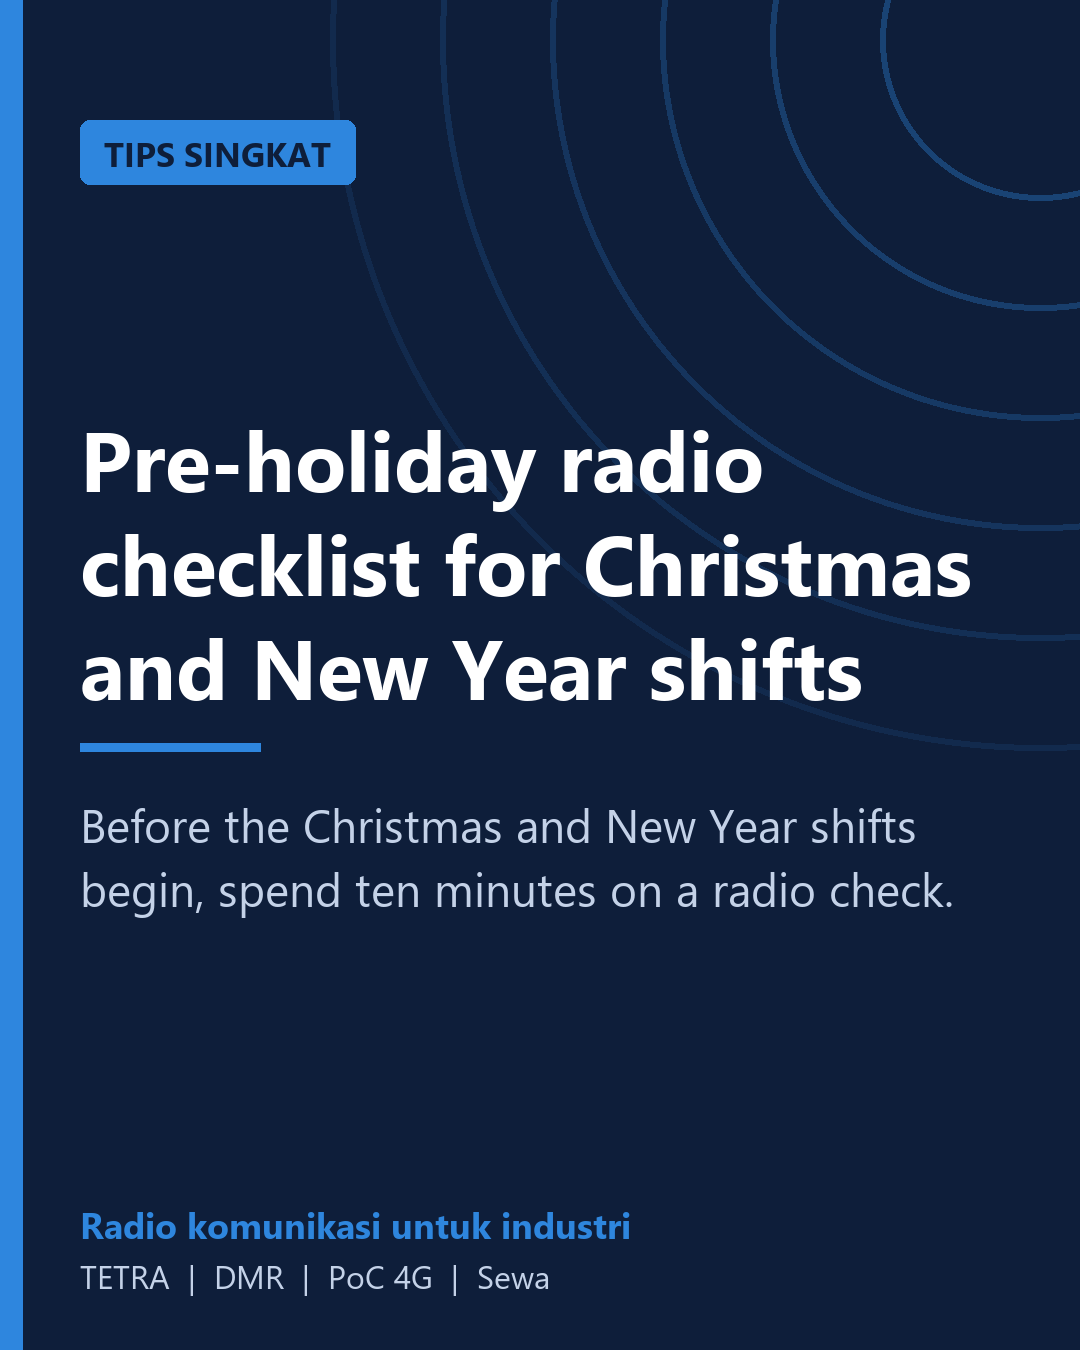 TIPS SINGKAT
Pre-holiday radio
checklist for Christmas
and New Year shifts
Before the Christmas and New Year shifts
begin, spend ten minutes on a radio check.
Radio komunikasi untuk industri
TETRA | DMR | PoC 4G | Sewa